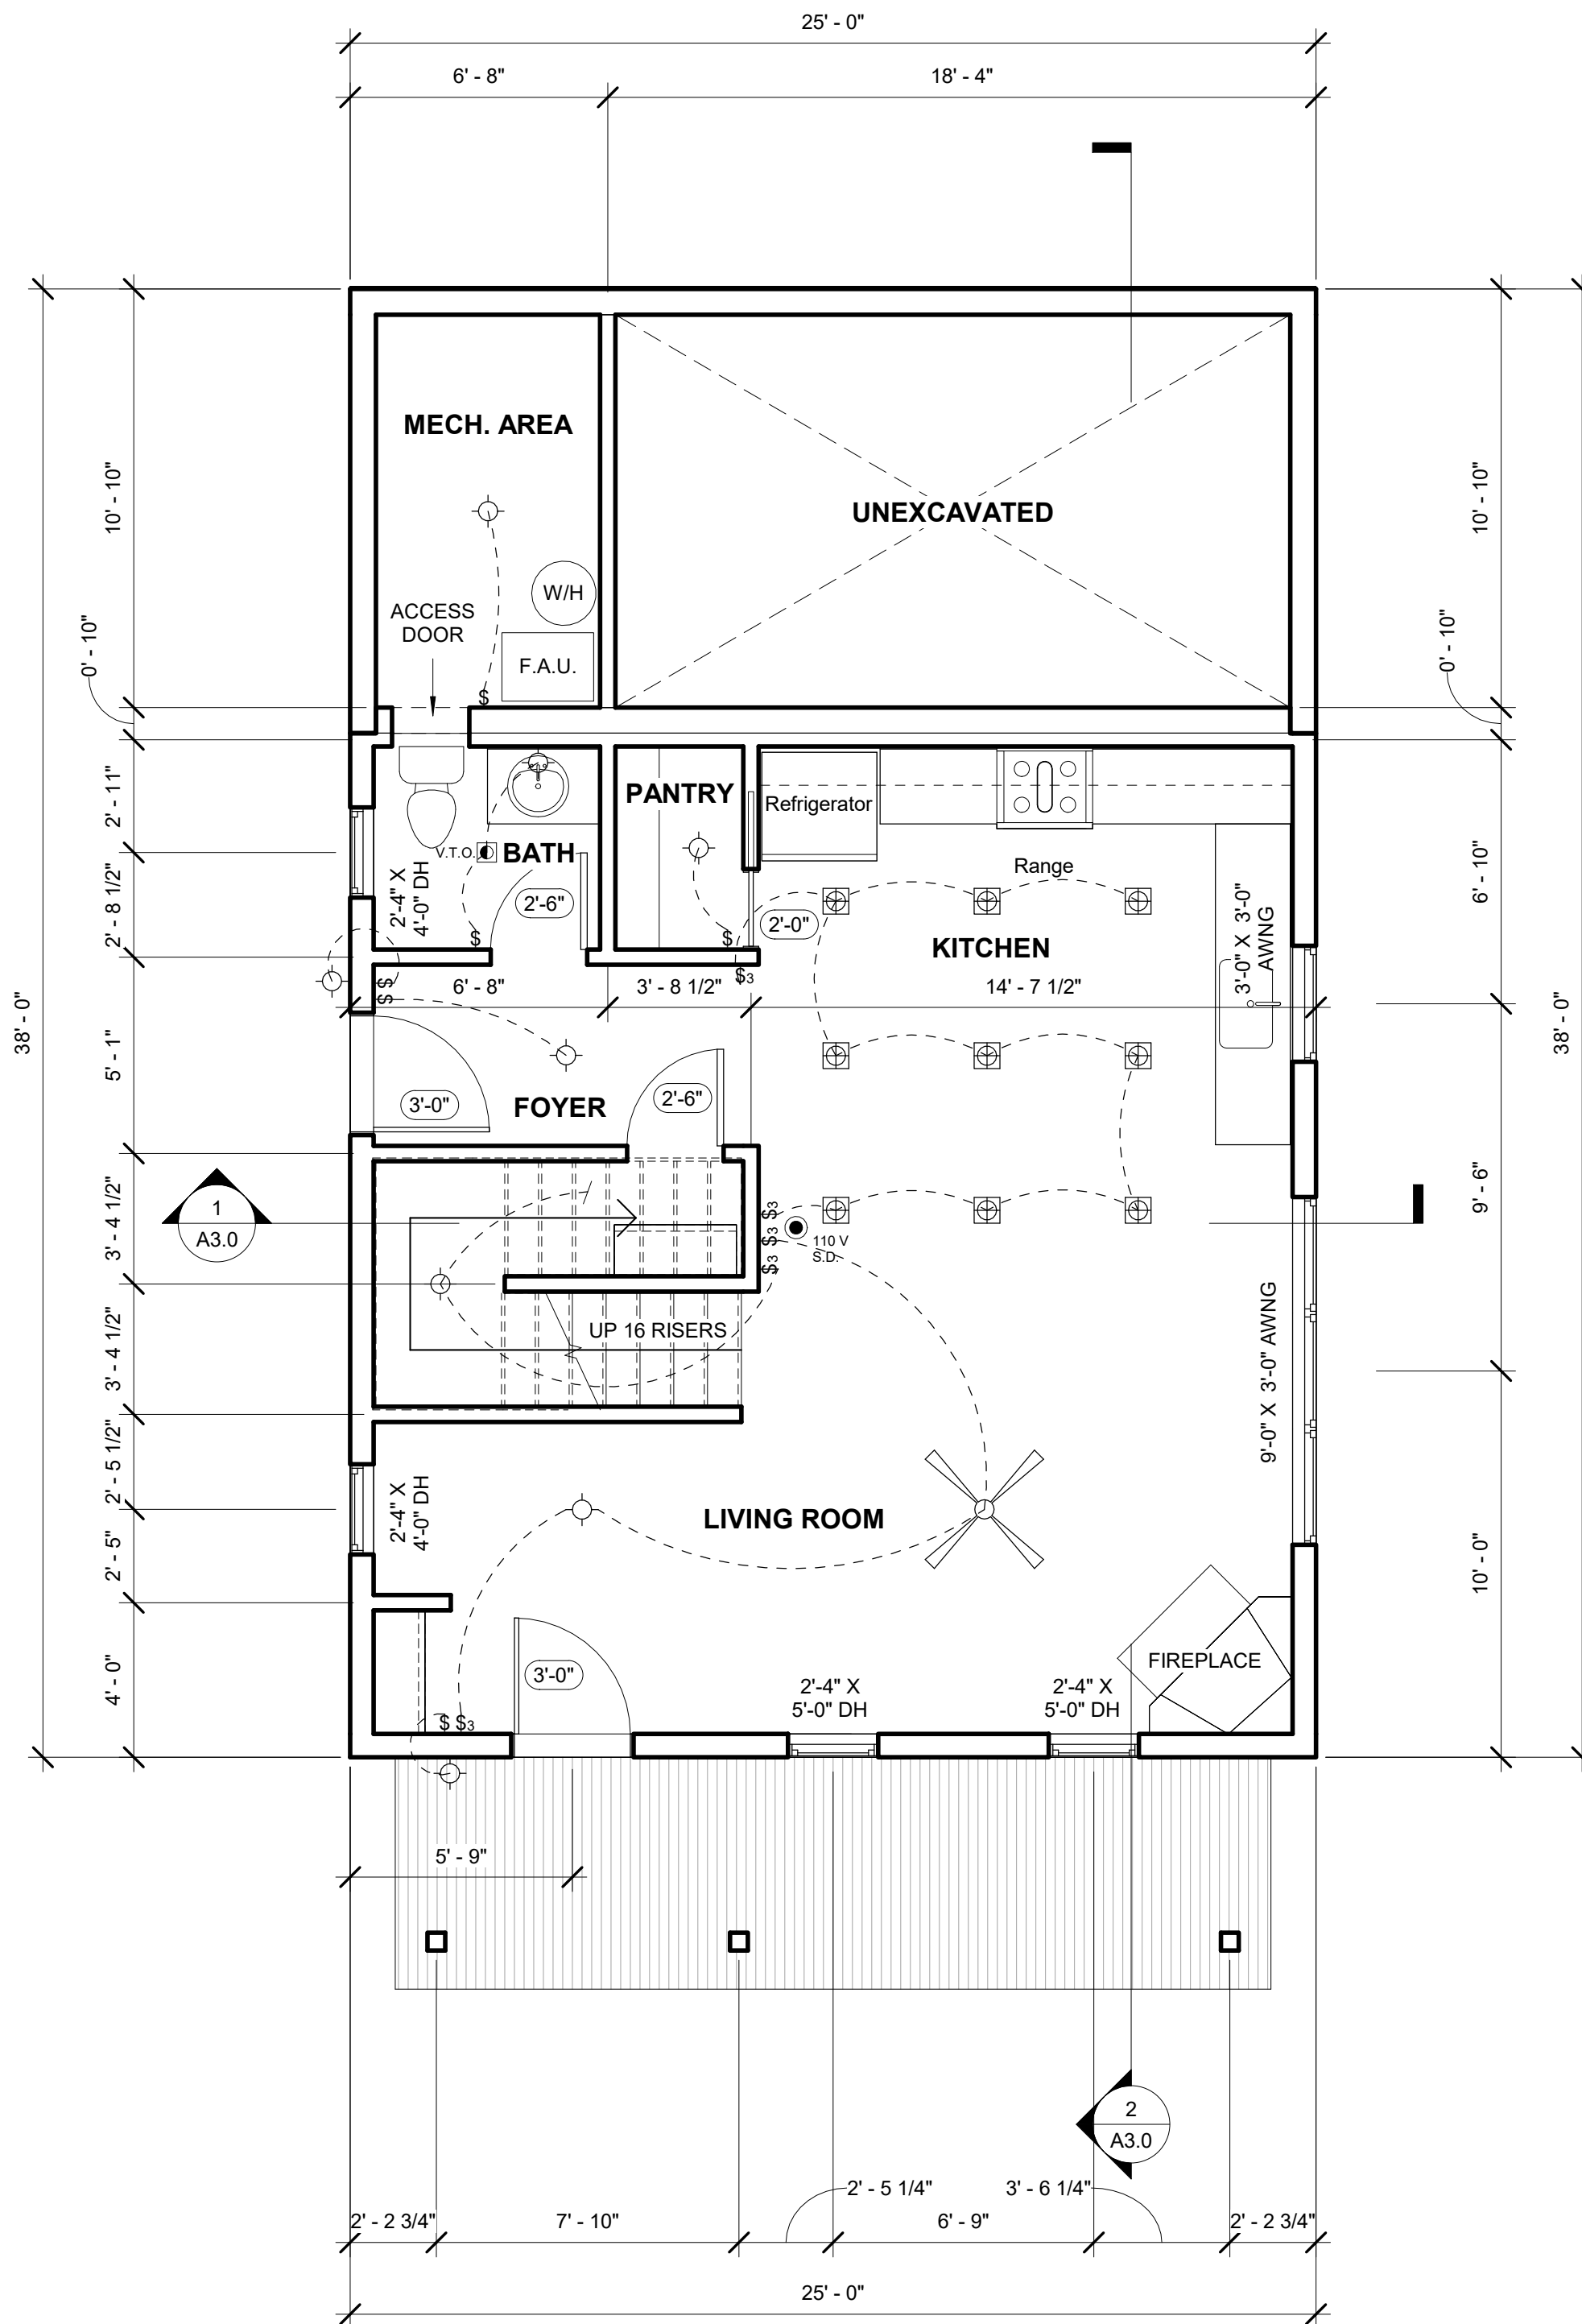 25' - 0"
6' - 8"
18' - 4"
MECH. AREA
UNEXCAVATED
10' - 10"
10' - 10"
W/H
ACCESS
DOOR
F.A.U.
0' - 10"
0' - 10"
$
2' - 11"
PANTRY
Refrigerator
V.T.O.
BATH
Range
2'-4" X
4'-0" DH
2'-6"
2'-0"
3'-0" X 3'-0"
AWNG
6' - 10"
2' - 8 1/2"
$
$
$3
KITCHEN
6' - 8"
3' - 8 1/2"
14' - 7 1/2"
$ $
38' - 0"
38' - 0"
5' - 1"
3'-0"
FOYER
2'-6"
1
A3.0
3' - 4 1/2"
$3 $3 $3
110 V
S.D.
9' - 6"
3' - 4 1/2"
UP 16 RISERS
9'-0" X 3'-0" AWNG
2' - 5 1/2"
2'-4" X
4'-0" DH
LIVING ROOM
2' - 5"
10' - 0"
4' - 0"
3'-0"
FIREPLACE
2'-4" X
5'-0" DH
2'-4" X
5'-0" DH
$ $3
5' - 9"
2
A3.0
2' - 5 1/4"
3' - 6 1/4"
2' - 2 3/4"
7' - 10"
6' - 9"
2' - 2 3/4"
25' - 0"